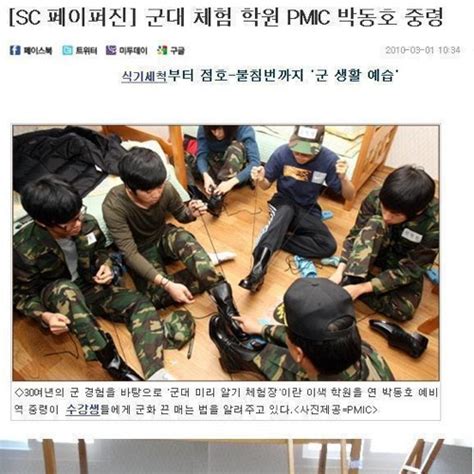 [SC 페이퍼진] 군대 체험 학원 PMIC 박동호 중령
페이스북 트위터 미투데이 구글 2010-03-01 10:34
식기세척부터 점호-불침번까지 '군 생활 예습'
◇30여년의 군 경험을 바탕으로 '군대 미리 알기 체험장'이란 이색 학원을 연 박동호 예비
역 중령이 수강생들에게 군화 끈 매는 법을 알려주고 있다.<사진제공=PMIC>